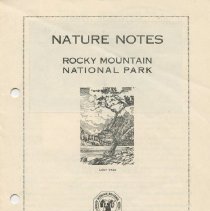 NATURE NOTES
ROCKY MOUNTAIN
NATIONAL PARK